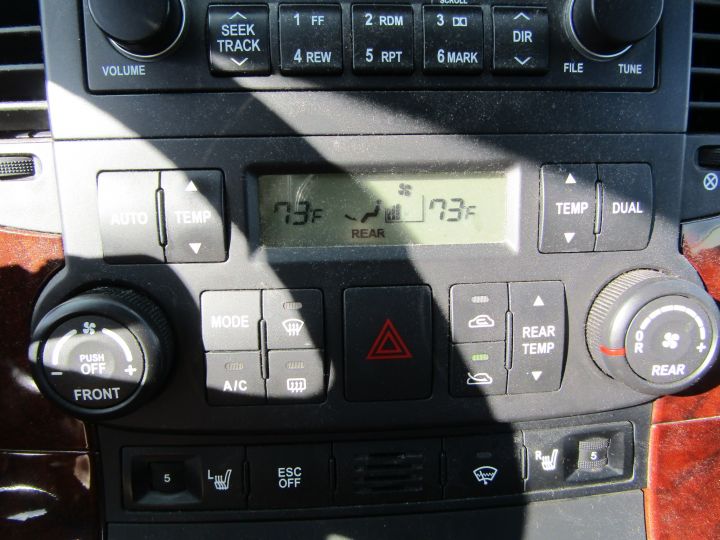 SCROLL
SEEK TRACK
1 FF
2 RDM
3
DIR
4 REW
5 RPT
6 MARK
VOLUME
FILE
TUNE
AUTO
TEMP
73F
73F
REAR
TEMP
DUAL
MODE
A/C
REAR TEMP
PUSH OFF
- +
FRONT
0
R
+
REAR
5
L
ESC OFF
R
5